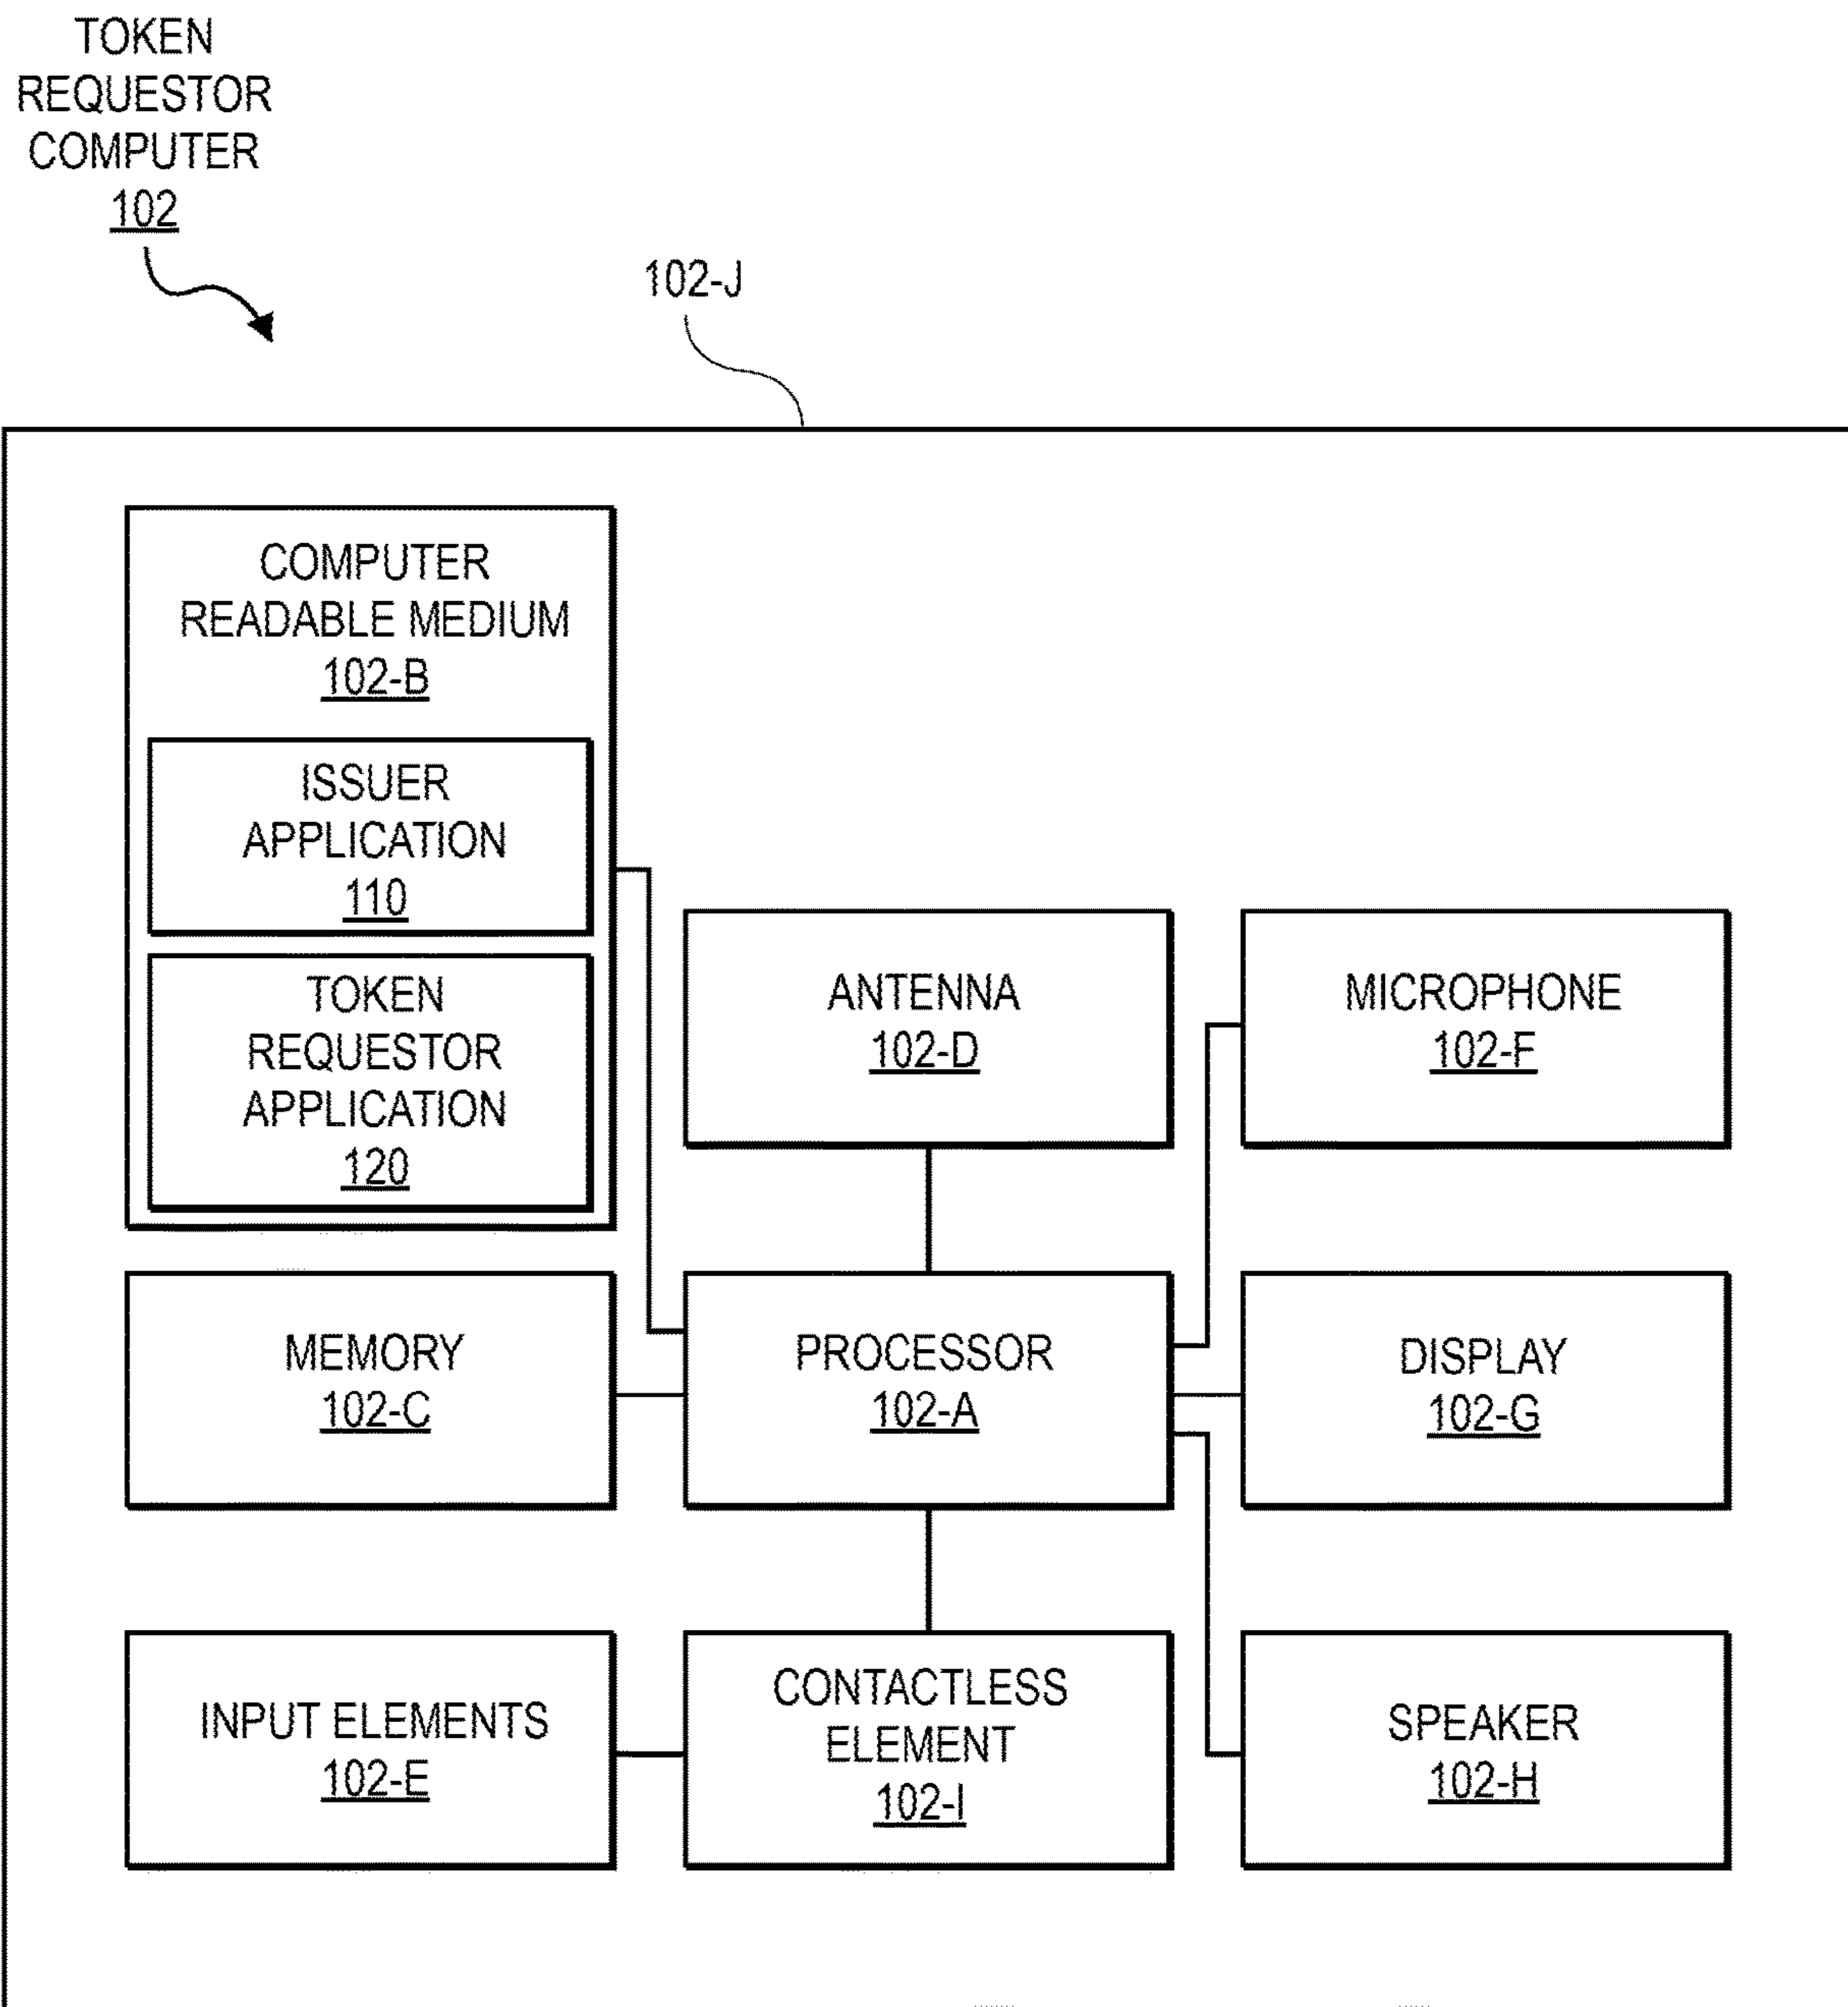 TOKEN
REQUESTOR
COMPUTER
102
102-J
COMPUTER
READABLE MEDIUM
102-B
ISSUER
APPLICATION
110
TOKEN
REQUESTOR
APPLICATION
120
ANTENNA
102-D
MICROPHONE
102-F
MEMORY
102-C
PROCESSOR
102-A
DISPLAY
102-G
INPUT ELEMENTS
102-E
CONTACTLESS
ELEMENT
102-I
SPEAKER
102-H